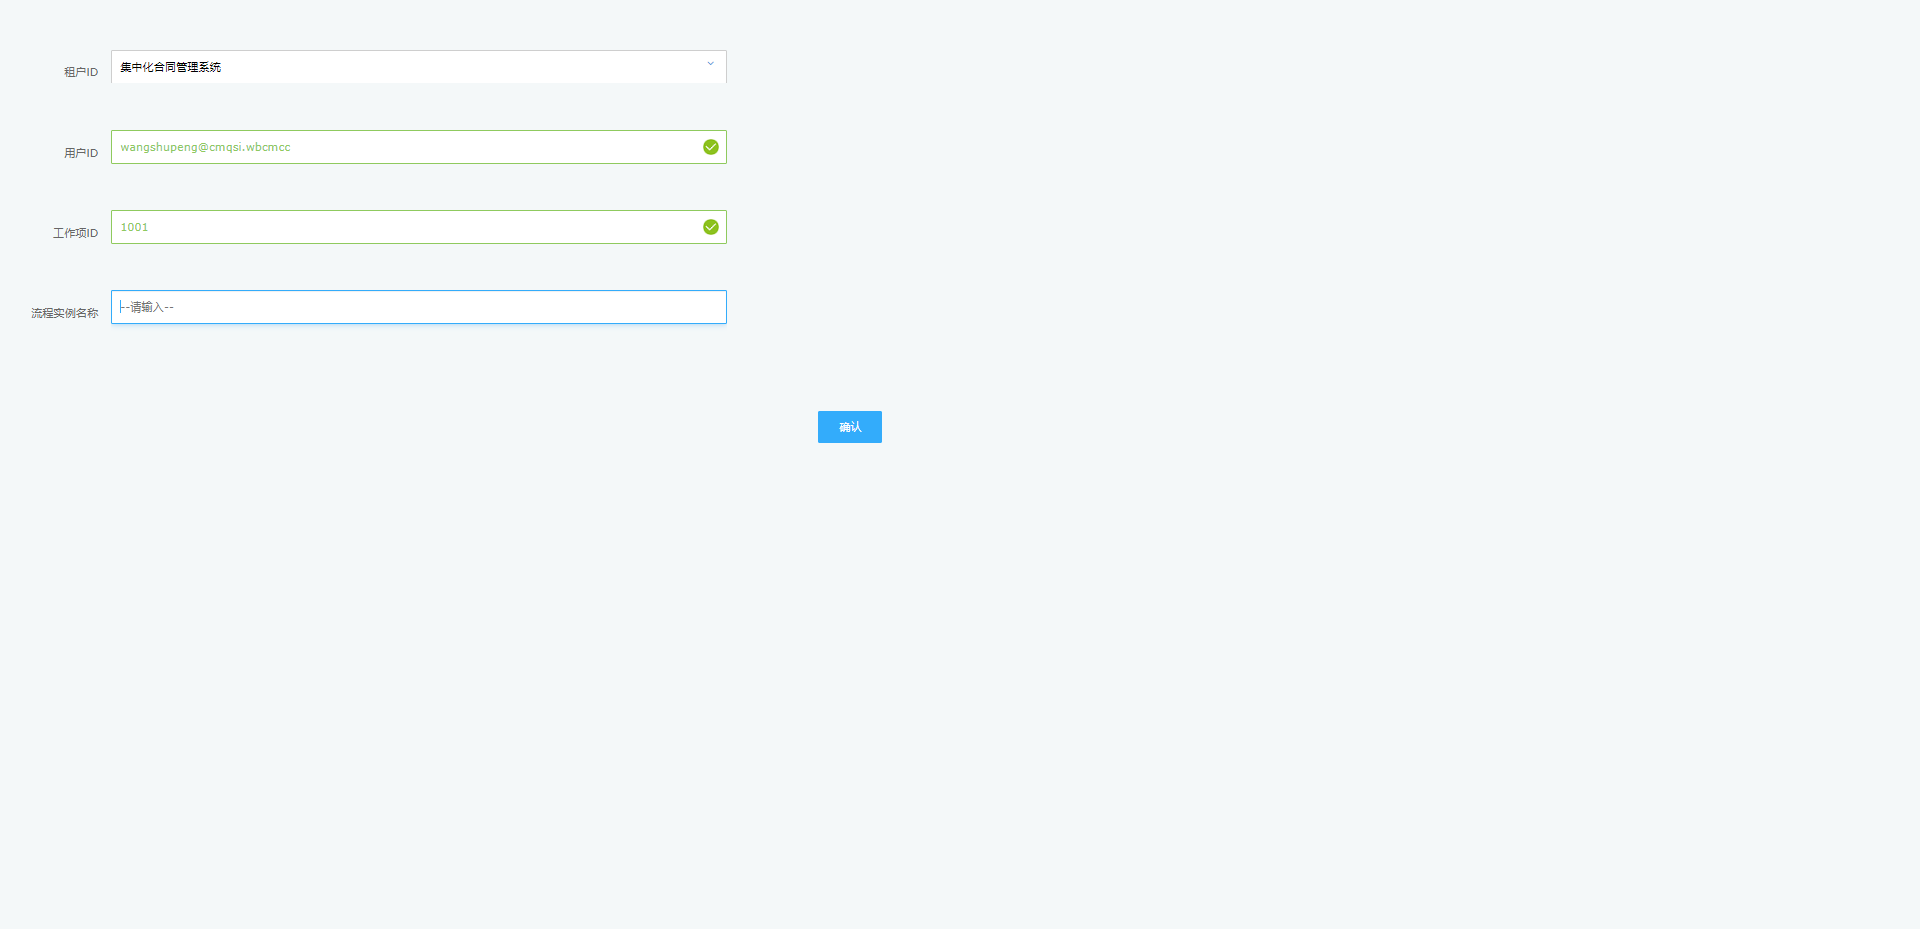 租户ID
集中化合同管理系统
用户ID
wangshupeng@cmqsi.wbcmcc
工作项ID
1001
流程实例名称
--请输入--
确认